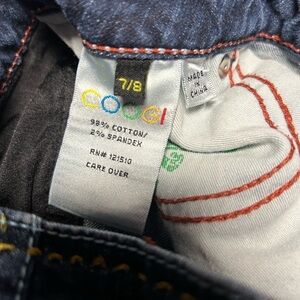 7/8
COOGI
98% COTTON/
2% SPANDEX
RN# 121510
CARE OVER
MADE
IN
CHINA